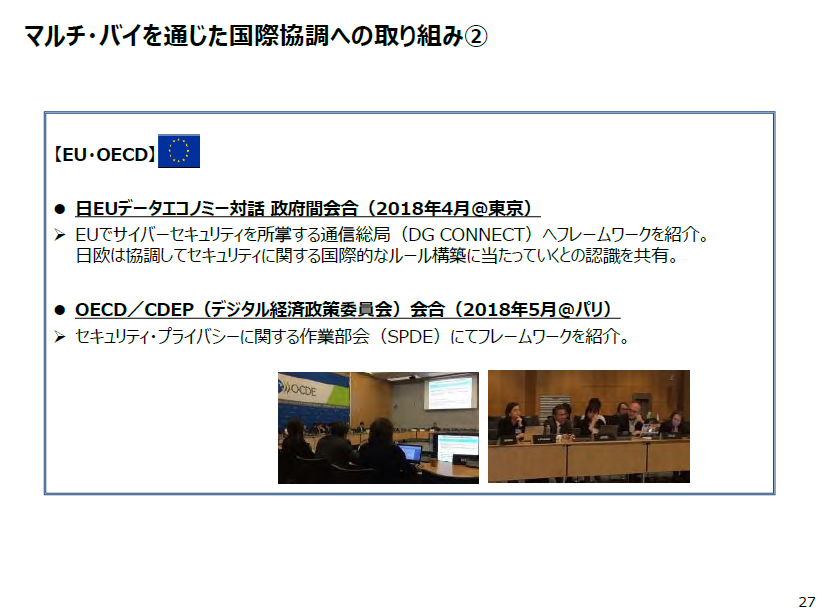 マルチ・バイを通じた国際協調への取り組み②
【EU・OECD】
● 日EUデータエコノミー対話 政府間会合（2018年4月＠東京）
➢ EUでサイバーセキュリティを所掌する通信総局（DG CONNECT）へフレームワークを紹介。
日欧は協調してセキュリティに関する国際的なルール構築に当たっていくとの認識を共有。
● OECD／CDEP（デジタル経済政策委員会）会合（2018年5月＠パリ）
➢ セキュリティ・プライバシーに関する作業部会（SPDE）にてフレームワークを紹介。
OCDE
27